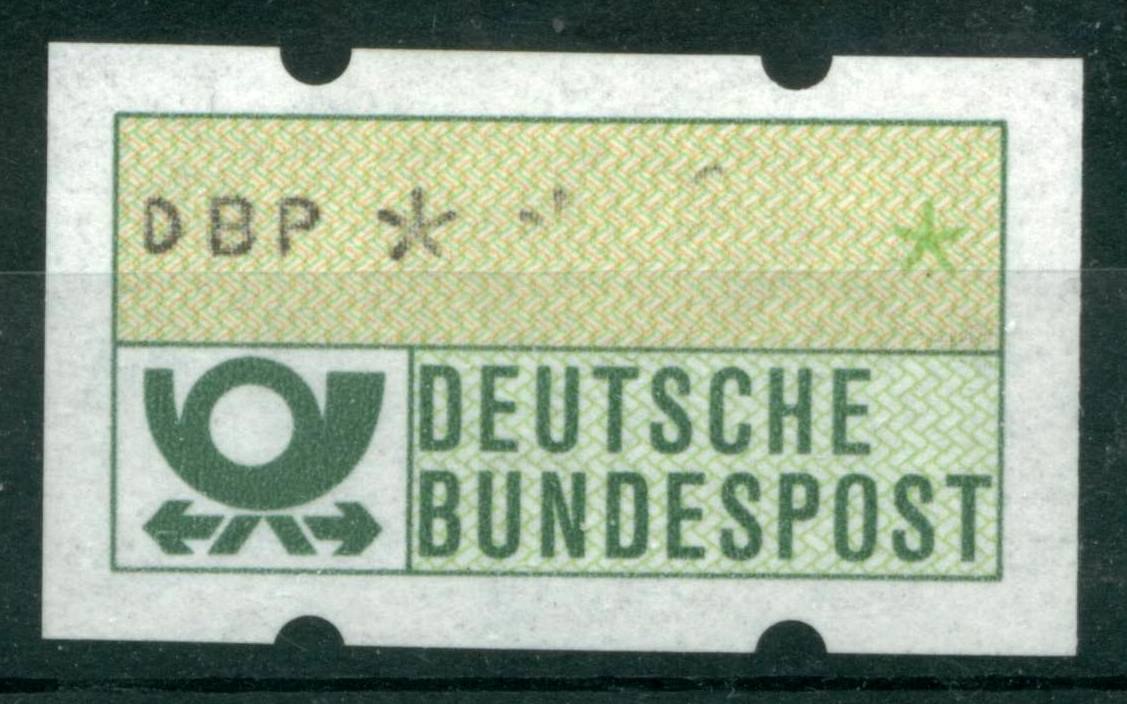 DBP * *
DEUTSCHE
BUNDESPOST